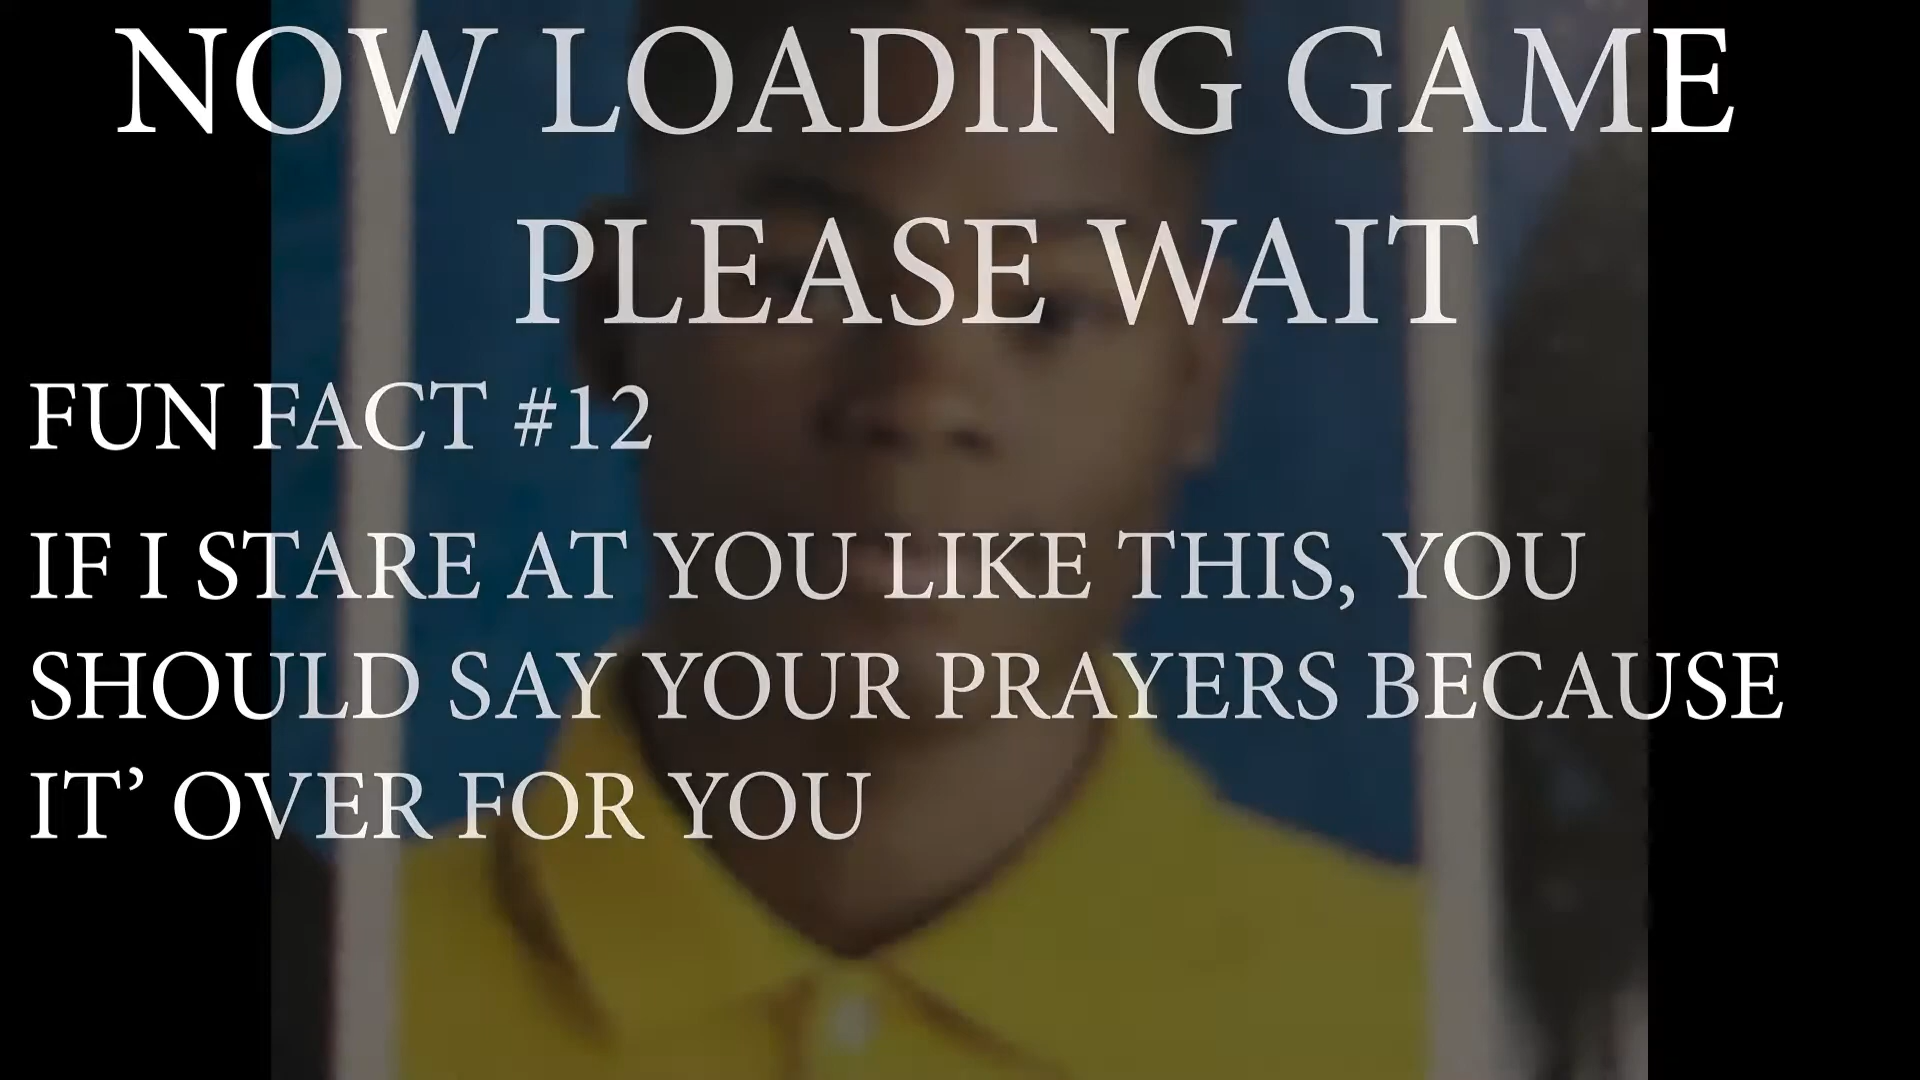 NOW LOADING GAME
PLEASE WAIT
FUN FACT #12
IF I STARE AT YOU LIKE THIS, YOU
SHOULD SAY YOUR PRAYERS BECAUSE
IT’ OVER FOR YOU